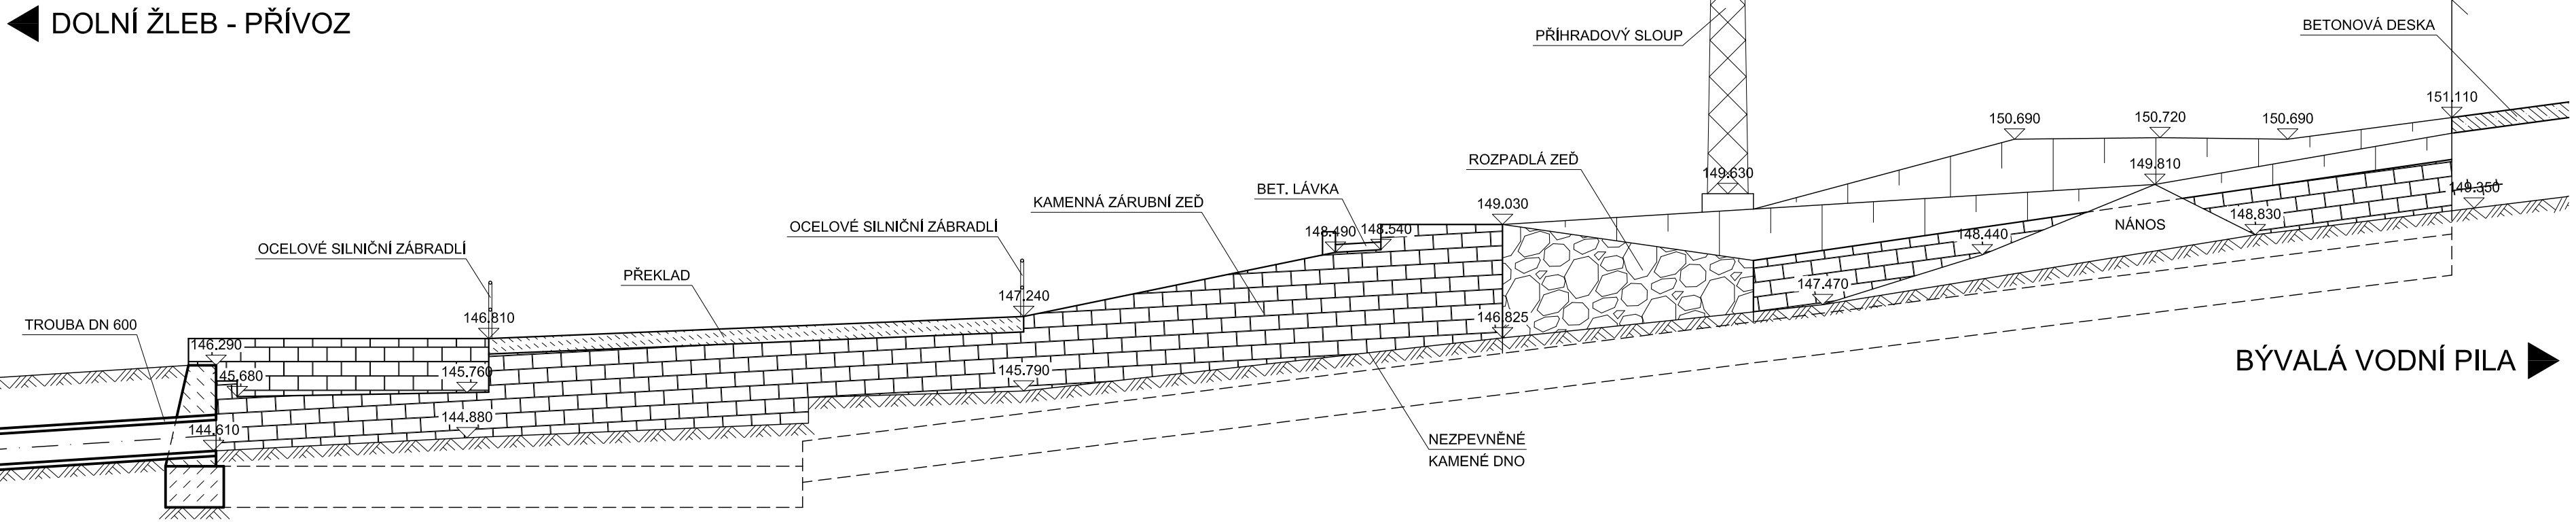 DOLNÍ ŽLEB - PŘÍVOZ
PŘÍHRADOVÝ SLOUP
BETONOVÁ DESKA
151.110
150.690
150.720
150.690
ROZPADLÁ ZEĎ
149.630
149.810
BET. LÁVKA
149.350
KAMENNÁ ZÁRUBNÍ ZEĎ
149.030
148.830
OCELOVÉ SILNIČNÍ ZÁBRADLÍ
148.490
148.540
NÁNOS
148.440
OCELOVÉ SILNIČNÍ ZÁBRADLÍ
PŘEKLAD
147.470
147.240
146.810
146.825
TROUBA DN 600
146.290
BÝVALÁ VODNÍ PILA
145.680
145.760
145.790
144.880
144.610
NEZPEVNĚNÉ
KAMENÉ DNO